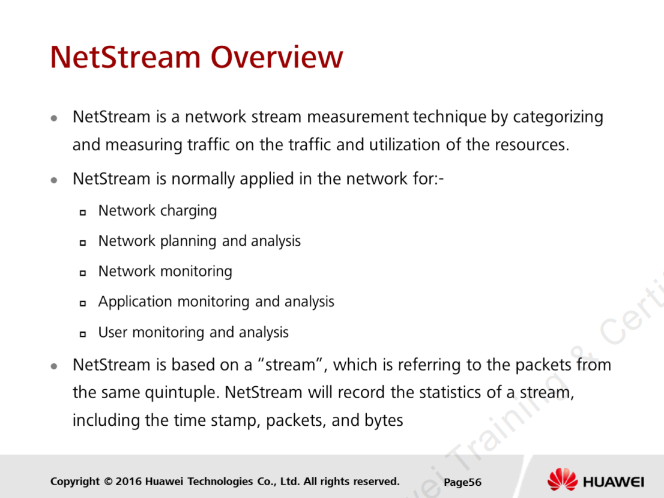 NetStream Overview
NetStream is a network stream measurement technique by categorizing
and measuring traffic on the traffic and utilization of the resources.
NetStream is normally applied in the network for:-
Network charging
Network planning and analysis
Network monitoring
Application monitoring and analysis
User monitoring and analysis
NetStream is based on a “stream”, which is referring to the packets from
the same quintuple. NetStream will record the statistics of a stream,
including the time stamp, packets, and bytes
Training & Certi
Copyright © 2016 Huawei Technologies Co., Ltd. All rights reserved.
Page56
HUAWEI